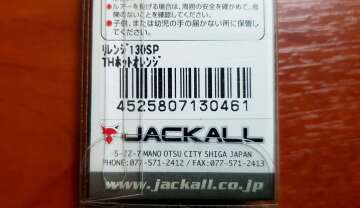 ルアーを投げる場合は、周囲の安全を確かめて、危
険のないことを確認してください。
●子供、または幼児の手の届かない所に保管し
てください。
リレンジ130SP
THホットオレンジ
4525807130461
JACKALL
5-22-7 MANO OTSU CITY SHIGA JAPAN
PHONE:077-571-2412 / FAX:077-571-2413
www.jackall.co.jp